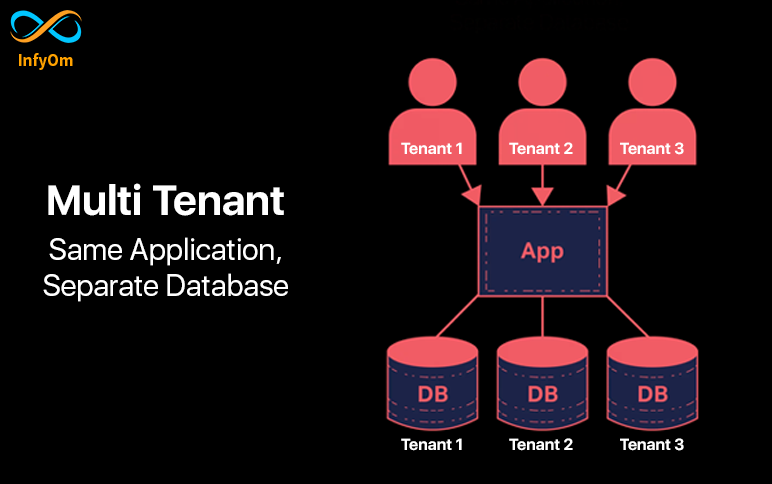 InfyOm
Multi Tenant
Same Application,
Separate Database
Tenant 1 Tenant 2 Tenant 3
App
DB DB DB
Tenant 1 Tenant 2 Tenant 3